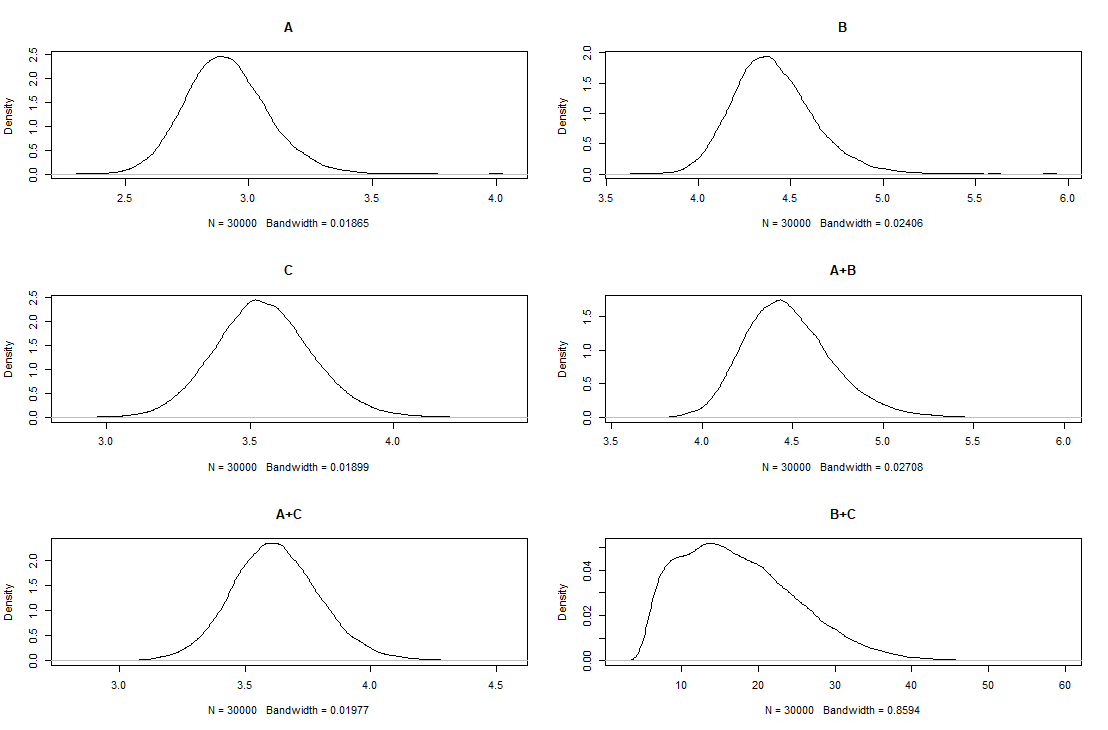 A
Density
2.5
2.0
1.5
1.0
0.5
0.0
2.5 3.0 3.5 4.0
N = 30000 Bandwidth = 0.01865
B
Density
2.0
1.5
1.0
0.5
0.0
3.5 4.0 4.5 5.0 5.5 6.0
N = 30000 Bandwidth = 0.02406
C
Density
2.5
2.0
1.5
1.0
0.5
0.0
3.0 3.5 4.0
N = 30000 Bandwidth = 0.01899
A+B
Density
1.5
1.0
0.5
0.0
3.5 4.0 4.5 5.0 5.5 6.0
N = 30000 Bandwidth = 0.02708
A+C
Density
2.0
1.5
1.0
0.5
0.0
3.0 3.5 4.0 4.5
N = 30000 Bandwidth = 0.01977
B+C
Density
0.04
0.02
0.00
10 20 30 40 50 60
N = 30000 Bandwidth = 0.8594